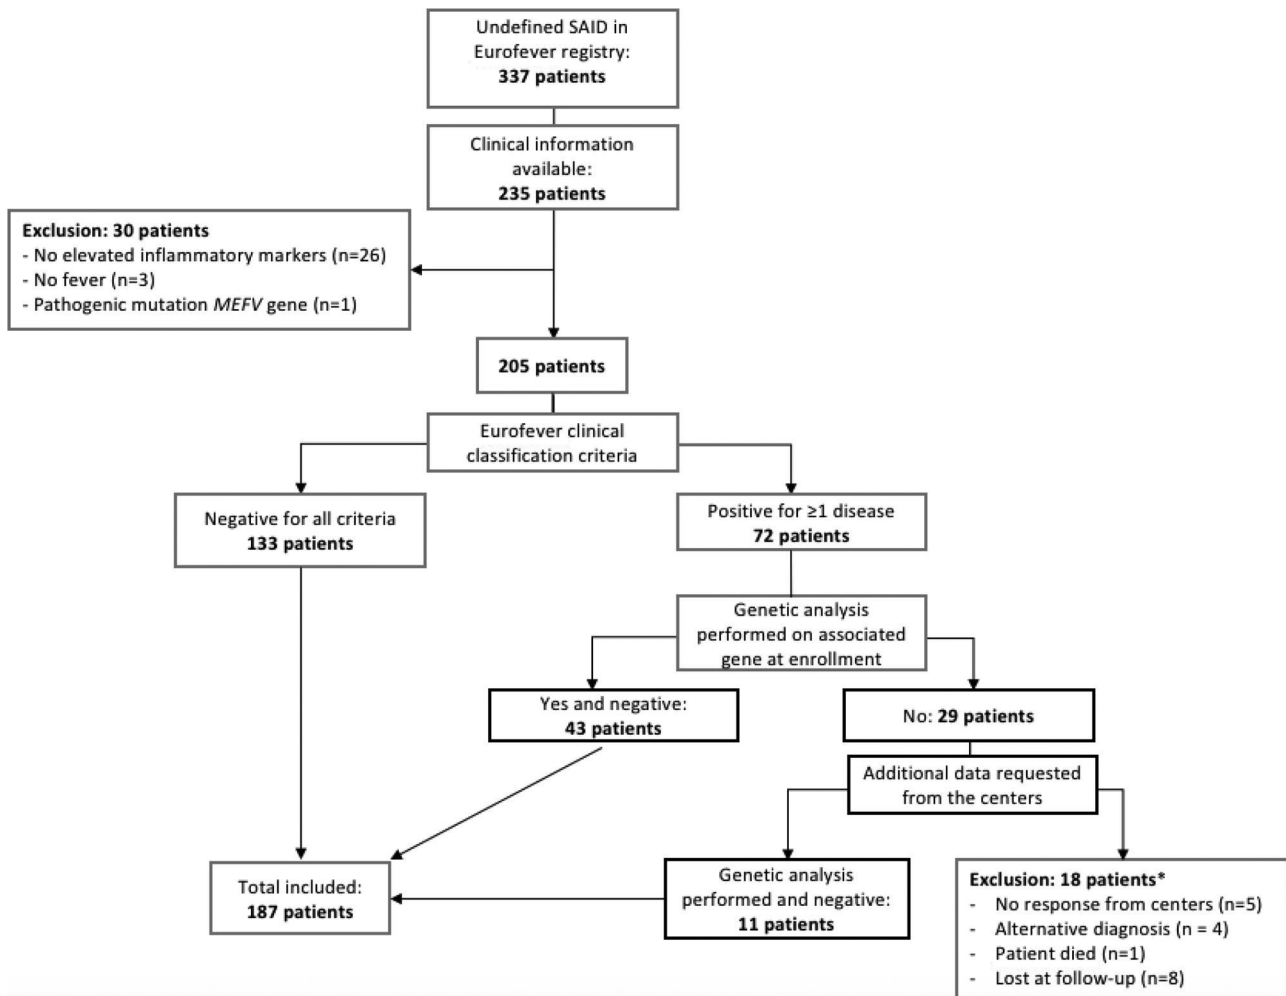 Undefined SAID in
Eurofever registry:
337 patients
Clinical information
available:
235 patients
Exclusion: 30 patients
- No elevated inflammatory markers (n=26)
- No fever (n=3)
- Pathogenic mutation MEFV gene (n=1)
205 patients
Eurofever clinical
classification criteria
Negative for all criteria
133 patients
Positive for ≥1 disease
72 patients
Genetic analysis
performed on associated
gene at enrollment
Yes and negative:
43 patients
No: 29 patients
Additional data requested
from the centers
Total included:
187 patients
Genetic analysis
performed and negative:
11 patients
Exclusion: 18 patients*
- No response from centers (n=5)
- Alternative diagnosis (n = 4)
- Patient died (n=1)
- Lost at follow-up (n=8)